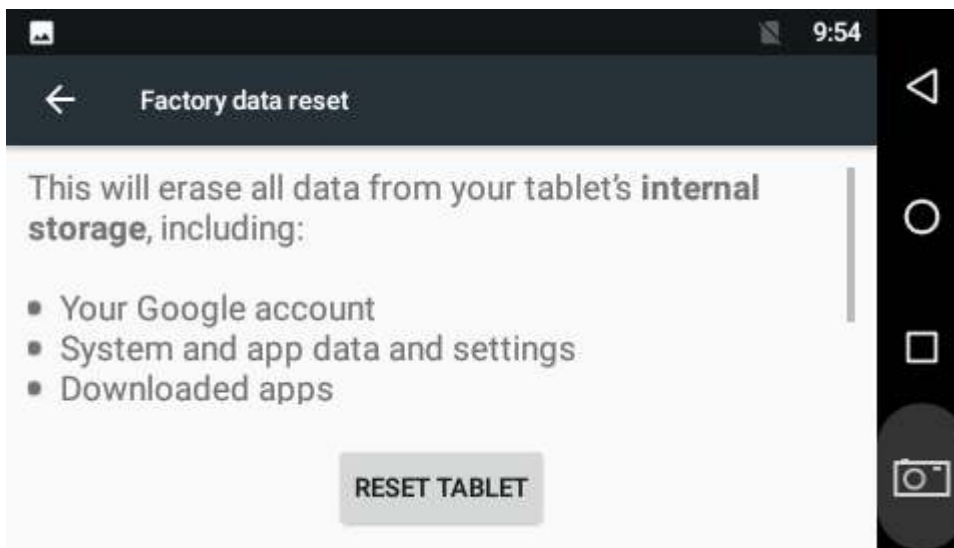 9:54
Factory data reset
This will erase all data from your tablet's internal
storage, including:
• Your Google account
• System and app data and settings
• Downloaded apps
RESET TABLET